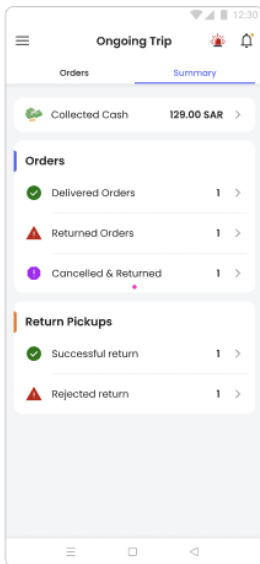 12:30
Ongoing Trip
Orders Summary
Collected Cash 129.00 SAR
Orders
Delivered Orders 1
Returned Orders 1
Cancelled & Returned 1
Return Pickups
Successful return 1
Rejected return 1